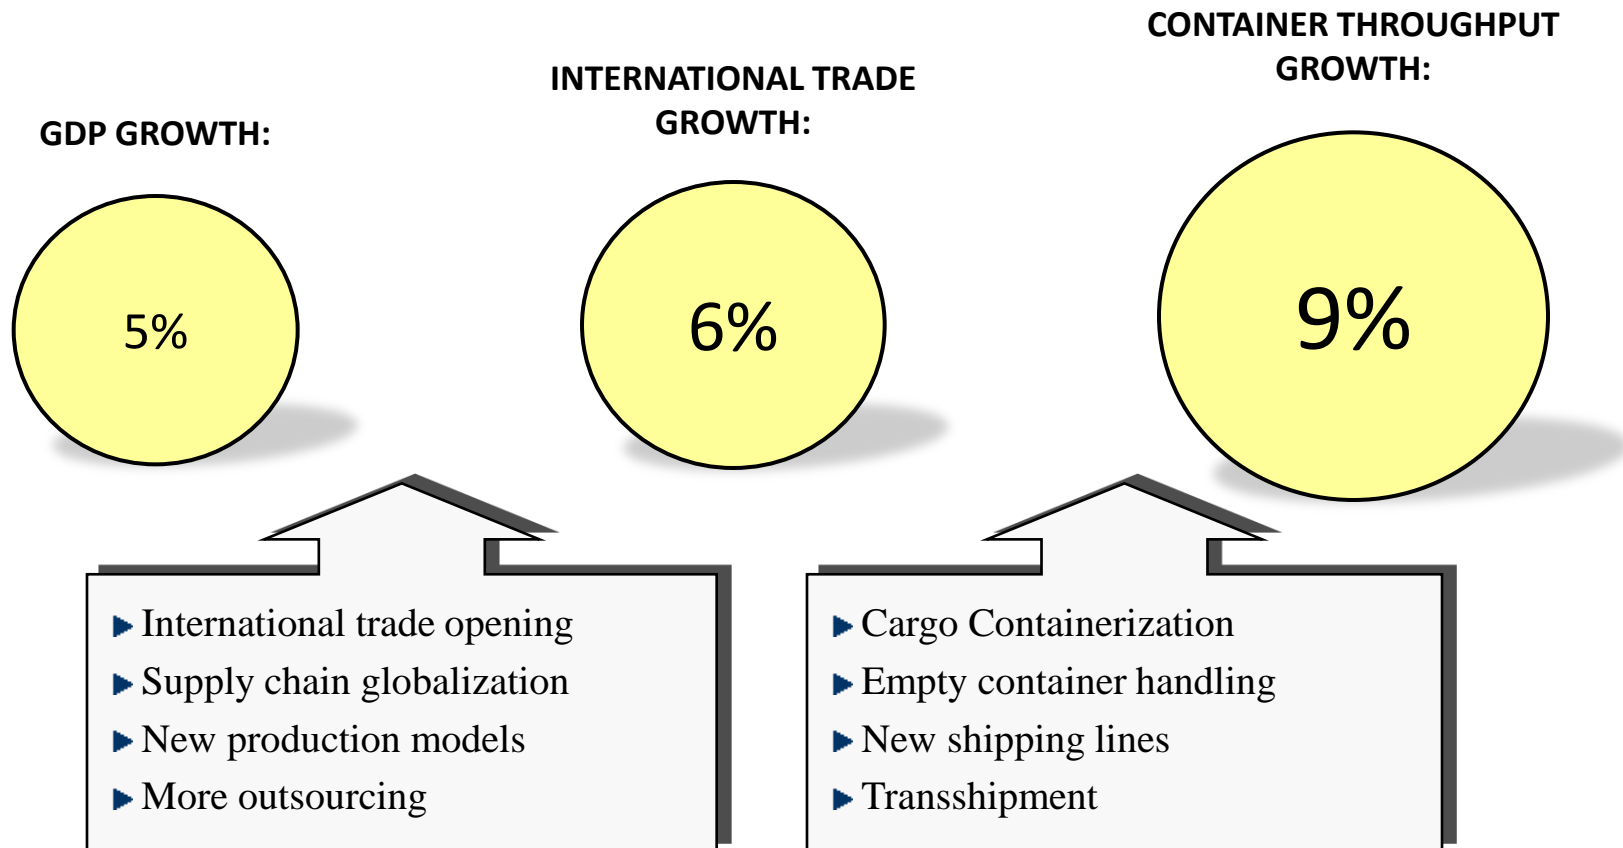 GDP GROWTH:
5%
INTERNATIONAL TRADE
GROWTH:
6%
CONTAINER THROUGHPUT
GROWTH:
9%
International trade opening
Supply chain globalization
New production models
More outsourcing
Cargo Containerization
Empty container handling
New shipping lines
Transshipment